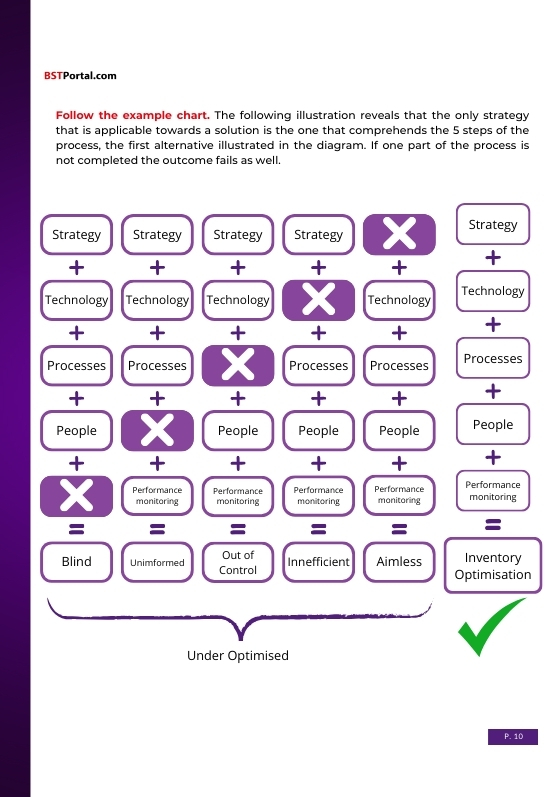 BSTPortal.com
Follow the example chart. The following illustration reveals that the only strategy
that is applicable towards a solution is the one that comprehends the 5 steps of the
process, the first alternative illustrated in the diagram. If one part of the process is
not completed the outcome fails as well.
Strategy
+
Technology
+
Processes
+
People
+
=
Blind
Strategy
+
Technology
+
Processes
+
+
Performance
monitoring
=
Unimformed
Strategy
+
Technology
+
+
People
+
Performance
monitoring
=
Out of
Control
Strategy
+
+
Processes
+
People
+
Performance
monitoring
=
Innefficient
+
Technology
+
Processes
+
People
+
Performance
monitoring
=
Aimless
Strategy
+
Technology
+
Processes
+
People
+
Performance
monitoring
=
Inventory
Optimisation
Under Optimised
P. 10